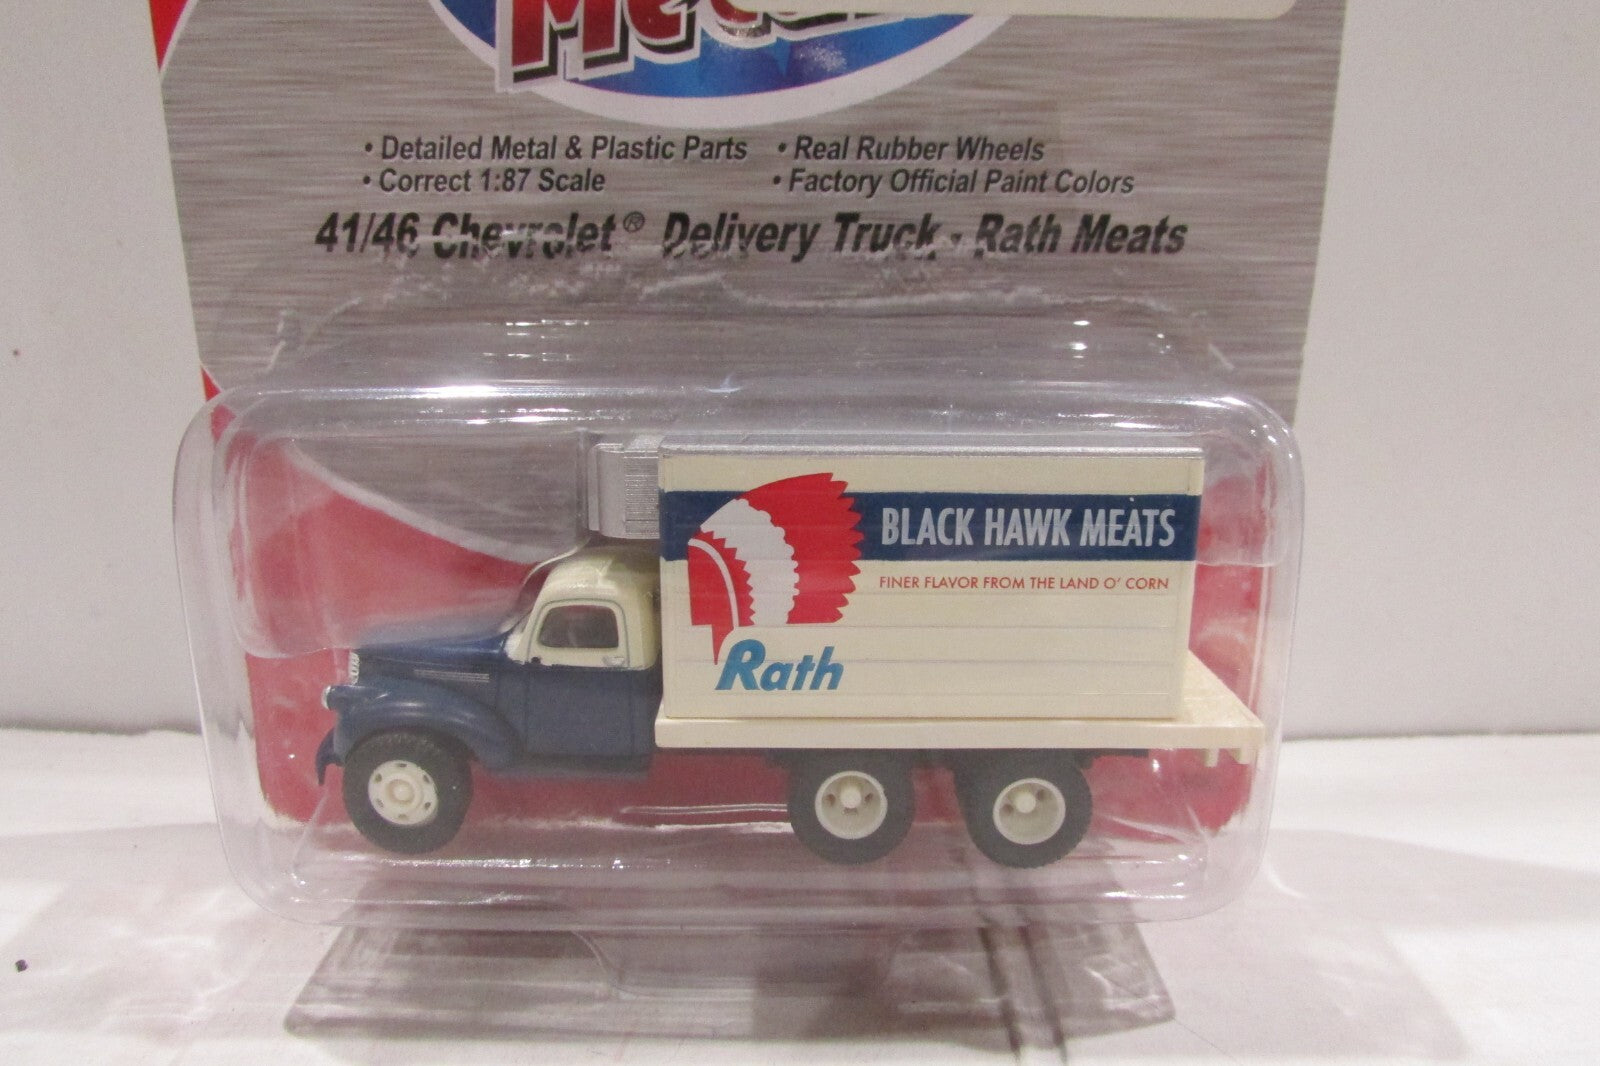 • Detailed Metal & Plastic Parts • Real Rubber Wheels
• Correct 1:87 Scale • Factory Official Paint Colors
41/46 Chevrolet® Delivery Truck - Rath Meats
BLACK HAWK MEATS
FINER FLAVOR FROM THE LAND O' CORN
Rath